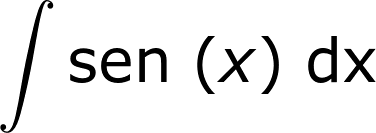 ∫ sen (x) dx